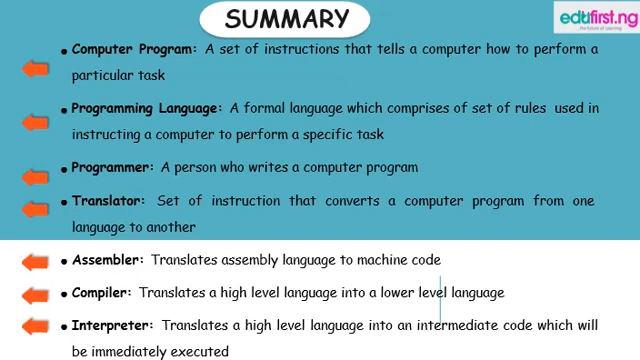 SUMMARY
edufirst.ng
the future of learning
• Computer Program: A set of instructions that tells a computer how to perform a
particular task
• Programming Language: A formal language which comprises of set of rules used in
instructing a computer to perform a specific task
• Programmer: A person who writes a computer program
• Translator: Set of instruction that converts a computer program from one
language to another
• Assembler: Translates assembly language to machine code
• Compiler: Translates a high level language into a lower level language
• Interpreter: Translates a high level language into an intermediate code which will
be immediately executed